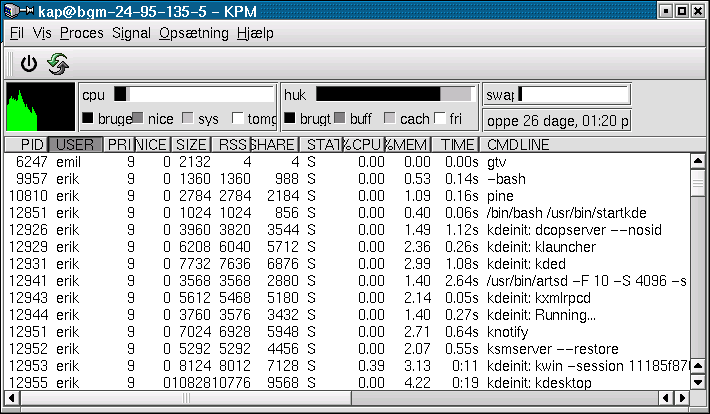 kap@bgm-24-95-135-5 - KPM
Fil Vis Proces Signal Opsætning Hjælp
cpu huk swap
bruge nice sys tomg brugt buff cach fri oppe 26 dage, 01:20 p
PID USER PRI NICE SIZE RSS SHARE STAT %CPU %MEM TIME CMDLINE
6247 emil 9 0 2132 4 4 S 0.00 0.00 0.00s gtv
9957 erik 9 0 1360 1360 988 S 0.00 0.53 0.14s -bash
10810 erik 9 0 2784 2784 2184 S 0.00 1.09 0.16s pine
12851 erik 9 0 1024 1024 856 S 0.00 0.40 0.06s /bin/bash /usr/bin/startkde
12926 erik 9 0 3960 3820 3544 S 0.00 1.49 1.12s kdeinit: dcopserver --nosid
12929 erik 9 0 6208 6040 5712 S 0.00 2.36 0.26s kdeinit: klauncher
12931 erik 9 0 7732 7636 6876 S 0.00 2.99 1.08s kdeinit: kded
12941 erik 9 0 3568 3568 2880 S 0.00 1.40 2.64s /usr/bin/artsd -F 10 -S 4096 -s
12943 erik 9 0 5612 5468 5180 S 0.00 2.14 0.05s kdeinit: kxmlrpcd
12944 erik 9 0 3760 3576 3432 S 0.00 1.40 0.27s kdeinit: Running...
12951 erik 9 0 7024 6928 5948 S 0.00 2.71 0.64s knotify
12952 erik 9 0 5292 5292 4456 S 0.00 2.07 0.55s ksmserver --restore
12953 erik 9 0 8124 8012 7128 S 0.39 3.13 0:11 kdeinit: kwin -session 11185f870
12955 erik 9 0 10828 10776 9568 S 0.00 4.22 0:19 kdeinit: kdesktop